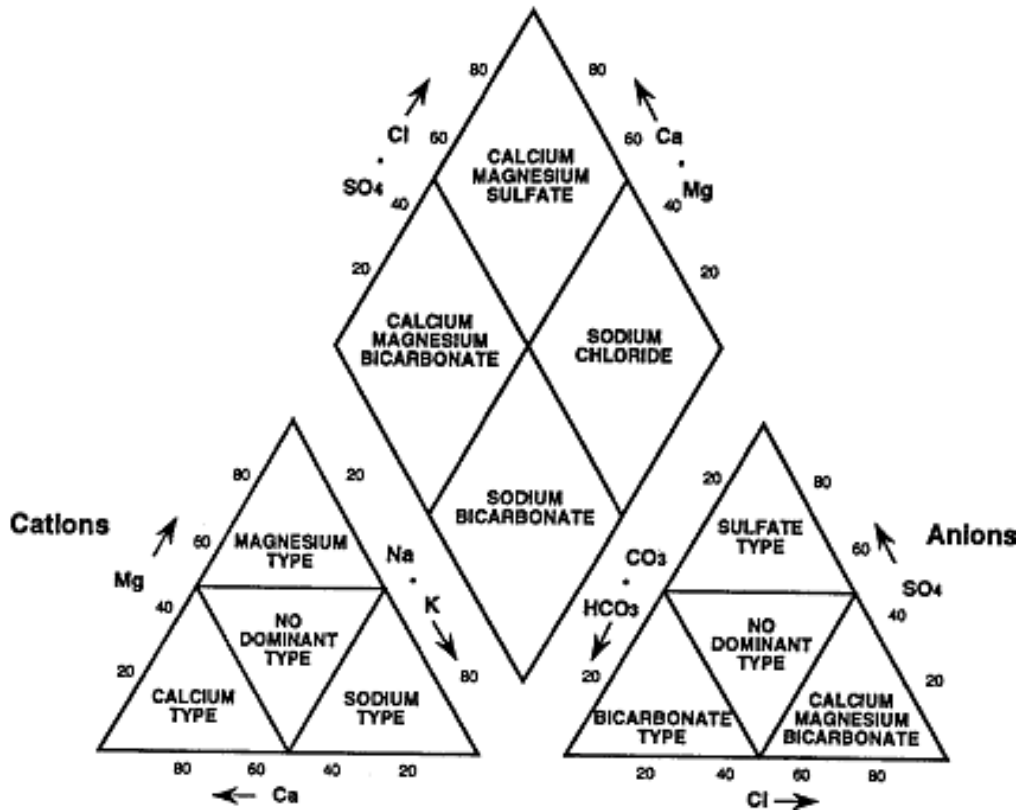 80
80
Cl
Ca
60
60
CALCIUM
MAGNESIUM
SULFATE
SO4
Mg
40
40
20
20
CALCIUM
MAGNESIUM
BICARBONATE
SODIUM
CHLORIDE
SODIUM
BICARBONATE
Cations
80
20
MAGNESIUM
TYPE
60
Mg
40
Na
K
NO
DOMINANT
TYPE
20
80
CALCIUM
TYPE
SODIUM
TYPE
80
60
40
20
Ca
Anions
20
80
SULFATE
TYPE
CO3
HCO3
60
SO4
40
NO
DOMINANT
TYPE
20
20
BICARBONATE
TYPE
CALCIUM
MAGNESIUM
BICARBONATE
20
40
60
80
Cl